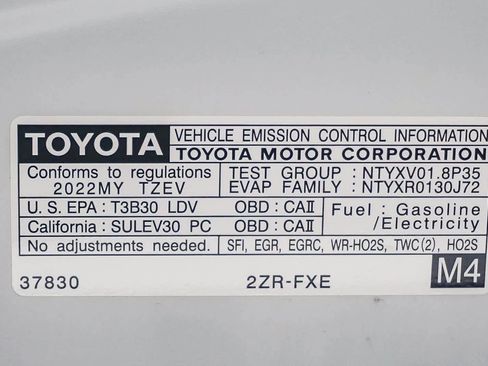 TOYOTA VEHICLE EMISSION CONTROL INFORMATION
TOYOTA MOTOR CORPORATION
Conforms to regulations
2022MY TZEV
TEST GROUP : NTYXV01.8P35
EVAP FAMILY : NTYXR0130J72
U.S. EPA : T3B30 LDV OBD : CAⅡ
California : SULEV30 PC OBD : CAⅡ
Fuel : Gasoline
/Electricity
No adjustments needed. SFI, EGR, EGRC, WR-HO2S, TWC(2), HO2S
37830 2ZR-FXE M4